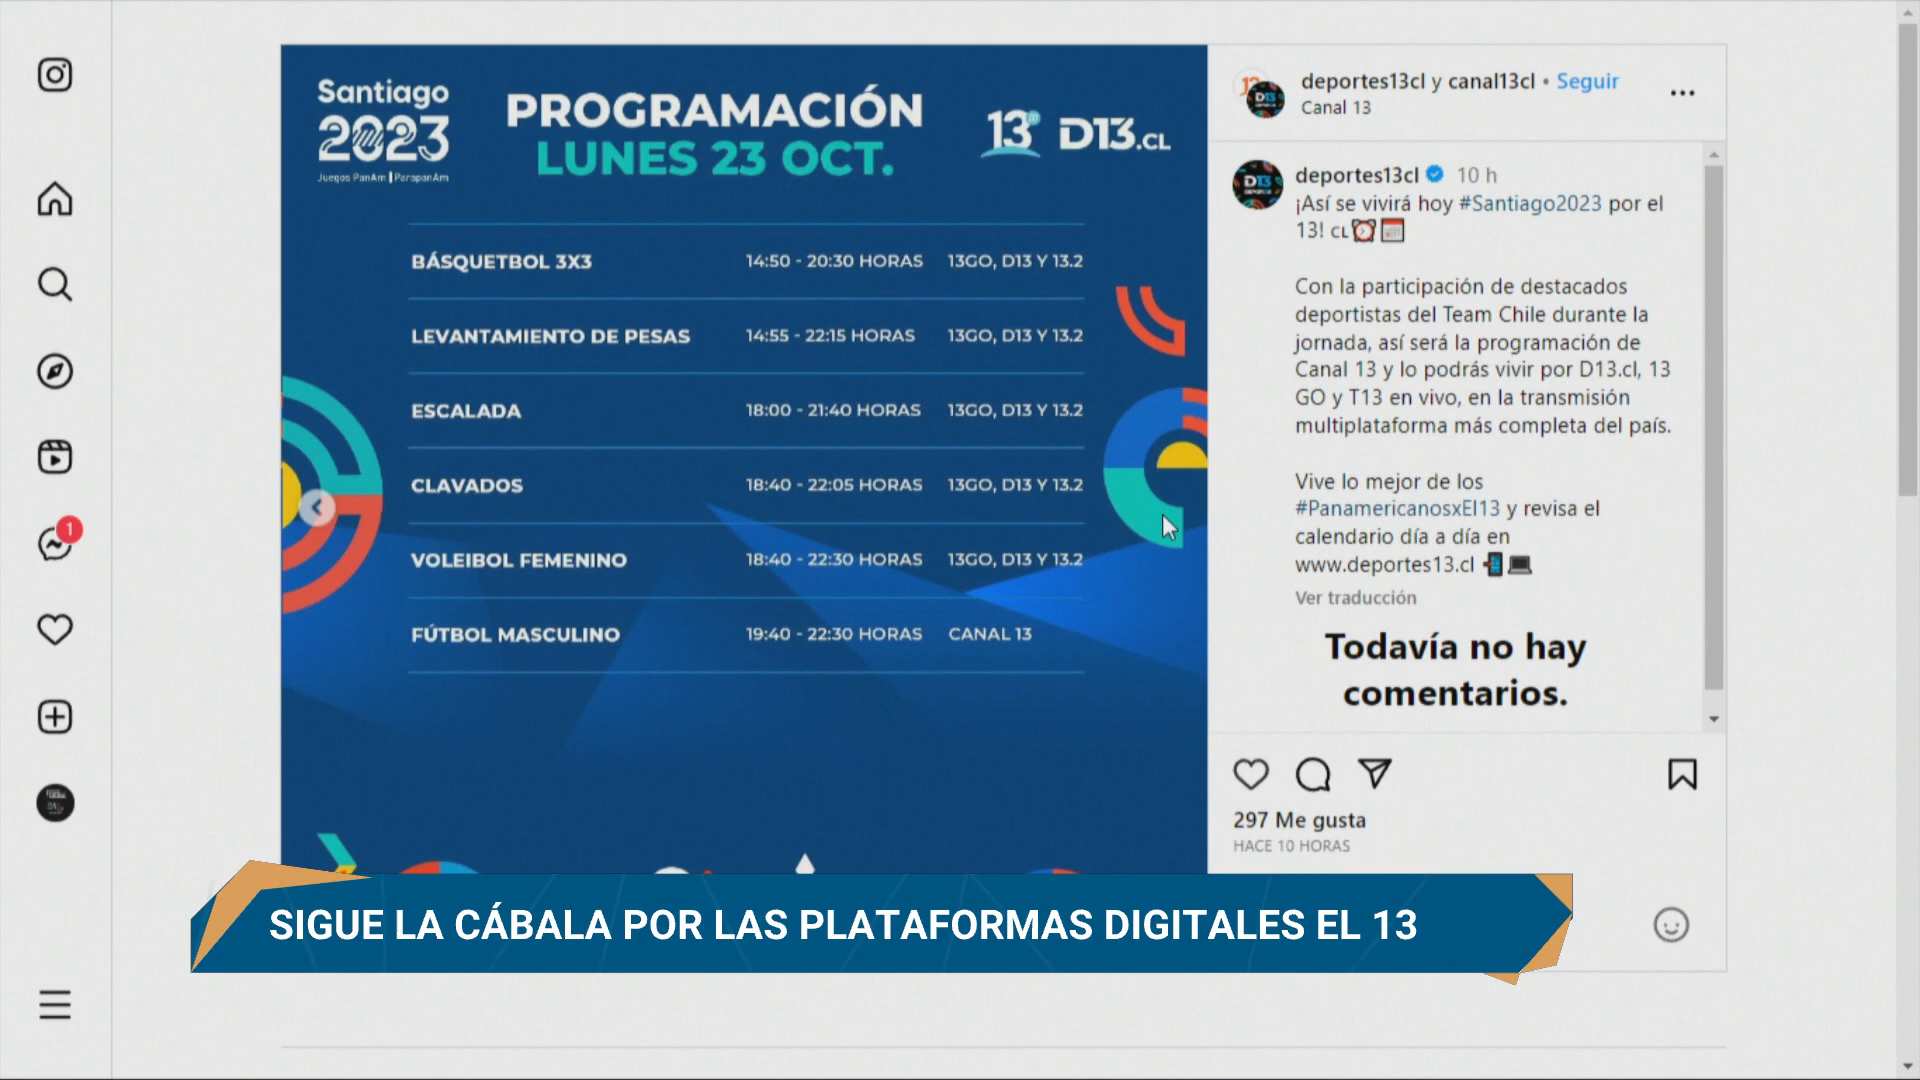 Santiago
2023
Juegos PanAm | ParapanAm
PROGRAMACIÓN
LUNES 23 OCT.
13
D13.CL
BÁSQUETBOL 3X3 14:50 - 20:30 HORAS 13GO, D13 Y 13.2
LEVANTAMIENTO DE PESAS 14:55 - 22:15 HORAS 13GO, D13 Y 13.2
ESCALADA 18:00 - 21:40 HORAS 13GO, D13 Y 13.2
CLAVADOS 18:40 - 22:05 HORAS 13GO, D13 Y 13.2
VOLEIBOL FEMENINO 18:40 - 22:30 HORAS 13GO, D13 Y 13.2
FÚTBOL MASCULINO 19:40 - 22:30 HORAS CANAL 13
1
deportes13cl y canal13cl • Seguir
Canal 13
D13
D13
deportes13cl 10 h
¡Así se vivirá hoy #Santiago2023 por el
13! CL
Con la participación de destacados
deportistas del Team Chile durante la
jornada, así será la programación de
Canal 13 y lo podrás vivir por D13.cl, 13
GO y T13 en vivo, en la transmisión
multiplataforma más completa del país.
Vive lo mejor de los
#PanamericanosxEl13 y revisa el
calendario día a día en
www.deportes13.cl
Ver traducción
Todavía no hay
comentarios.
297 Me gusta
HACE 10 HORAS
SIGUE LA CÁBALA POR LAS PLATAFORMAS DIGITALES EL 13